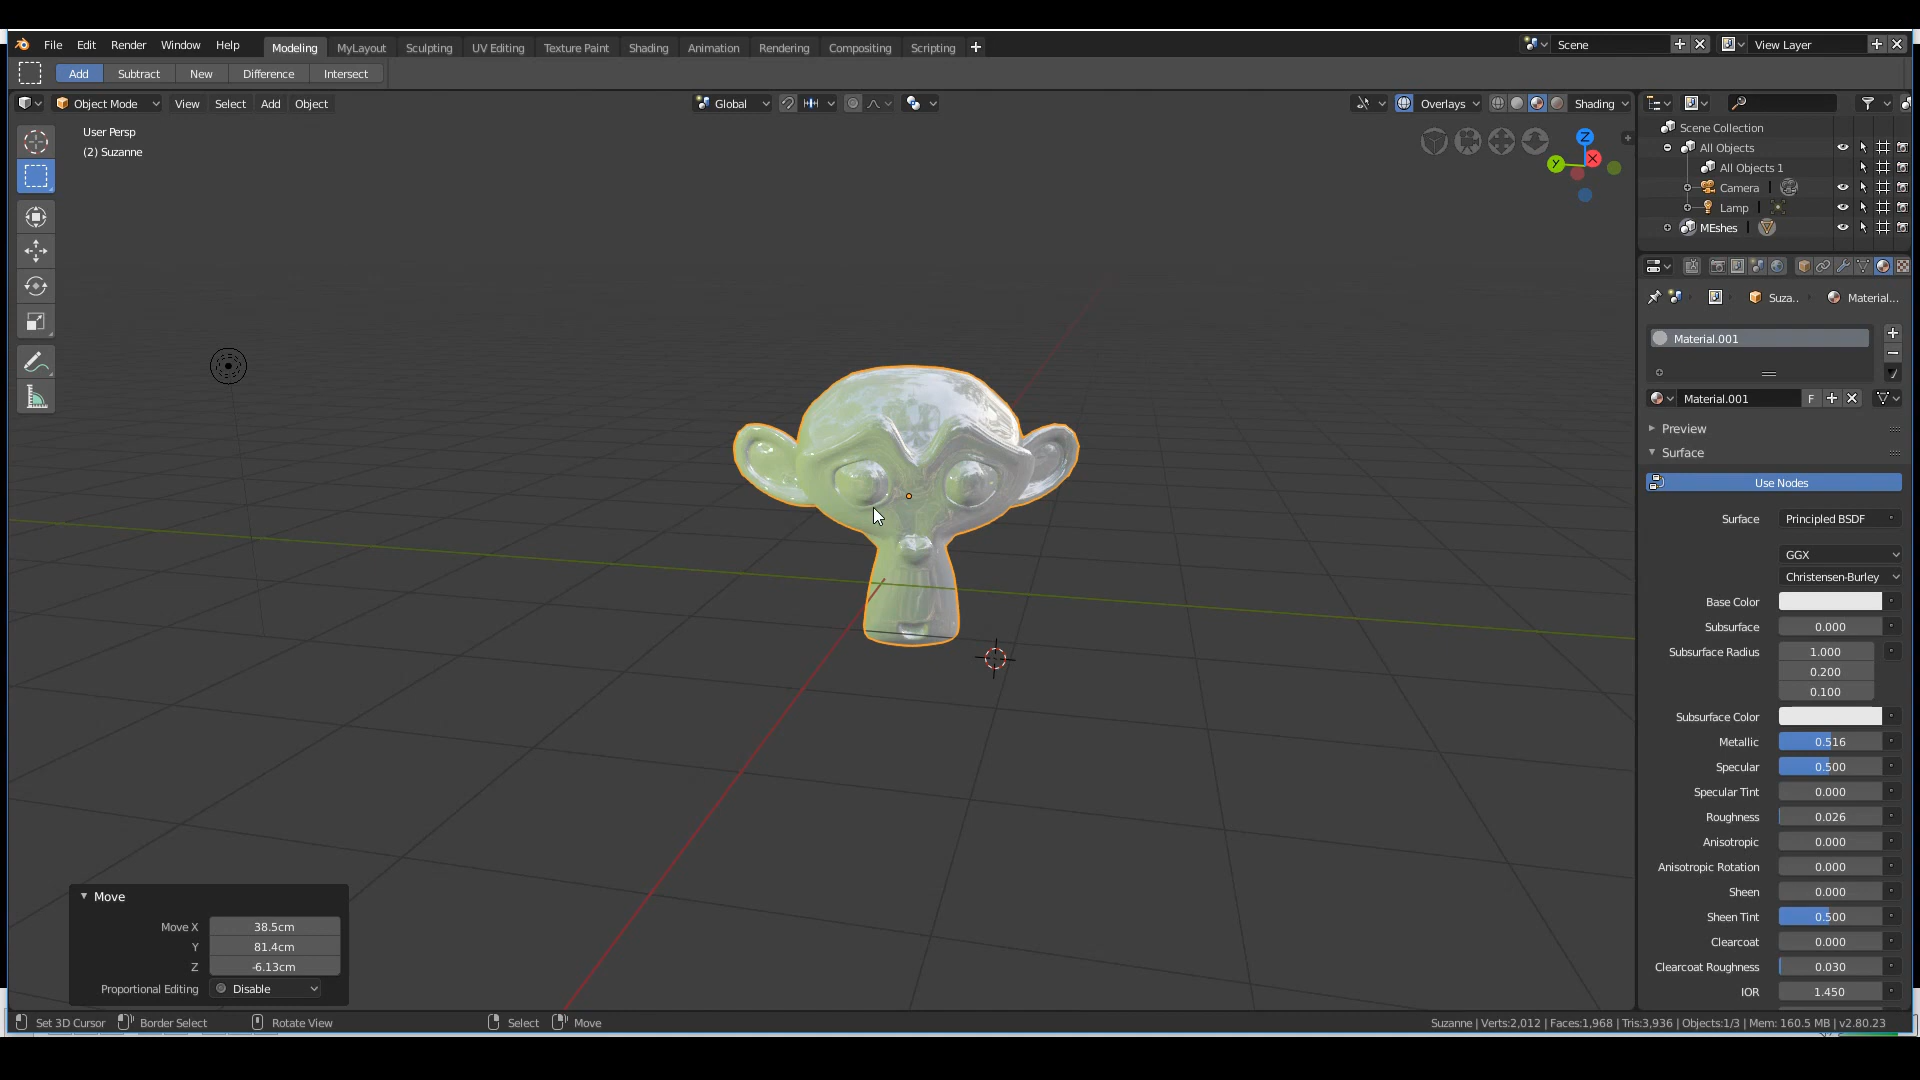 File Edit Render Window Help Modeling MyLayout Sculpting UV Editing Texture Paint Shading Animation Rendering Compositing Scripting Scene View Layer
Add Subtract New Difference Intersect
Object Mode View Select Add Object Global Overlays Shading
User Persp
(2) Suzanne
Z
Y X
Scene Collection
All Objects
All Objects 1
Camera
Lamp
MEshes
Suza.. Material...
Material.001
Material.001 F
Preview
Surface
Use Nodes
Surface Principled BSDF
GGX
Christensen-Burley
Base Color
Subsurface 0.000
Subsurface Radius 1.000
0.200
0.100
Subsurface Color
Metallic 0.516
Specular 0.500
Specular Tint 0.000
Roughness 0.026
Anisotropic 0.000
Anisotropic Rotation 0.000
Sheen 0.000
Sheen Tint 0.500
Clearcoat 0.000
Clearcoat Roughness 0.030
IOR 1.450
Move
Move X 38.5cm
Y 81.4cm
Z -6.13cm
Proportional Editing Disable
Set 3D Cursor Border Select Rotate View Select Move Suzanne | Verts:2,012 | Faces:1,968 | Tris:3,936 | Objects:1/3 | Mem: 160.5 MB | v2.80.23